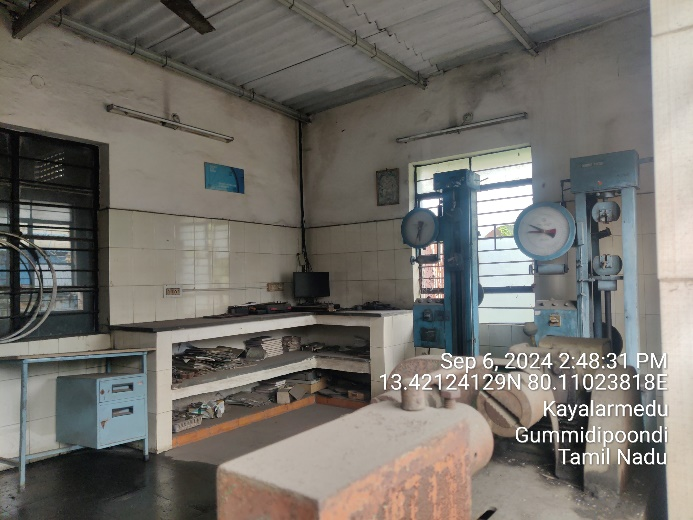 Sep 6, 2024 2:48:31 PM
13.42124129N 80.11023818E
Kayalarmedu
Gummidipoondi
Tamil Nadu